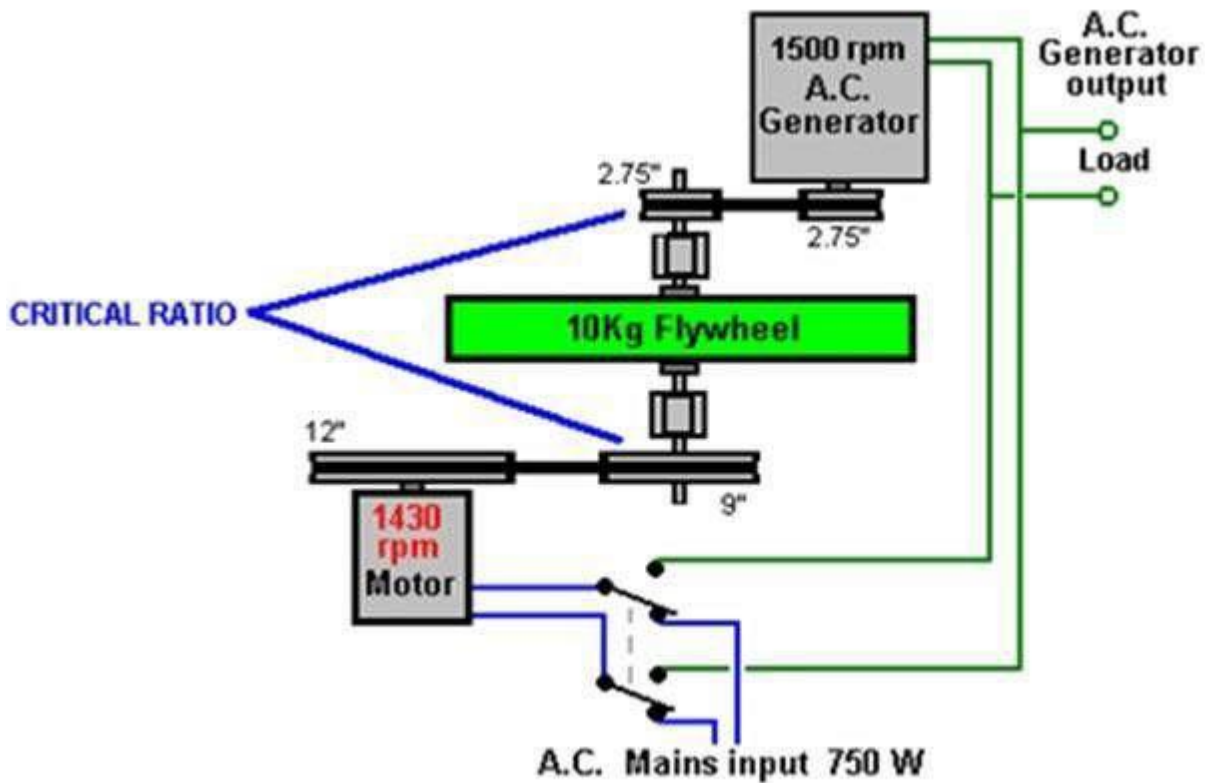 1500 rpm
A.C.
Generator
A.C.
Generator
output
Load
2.75"
2.75"
CRITICAL RATIO
10Kg Flywheel
12"
9"
1430
rpm
Motor
A.C. Mains input 750 W